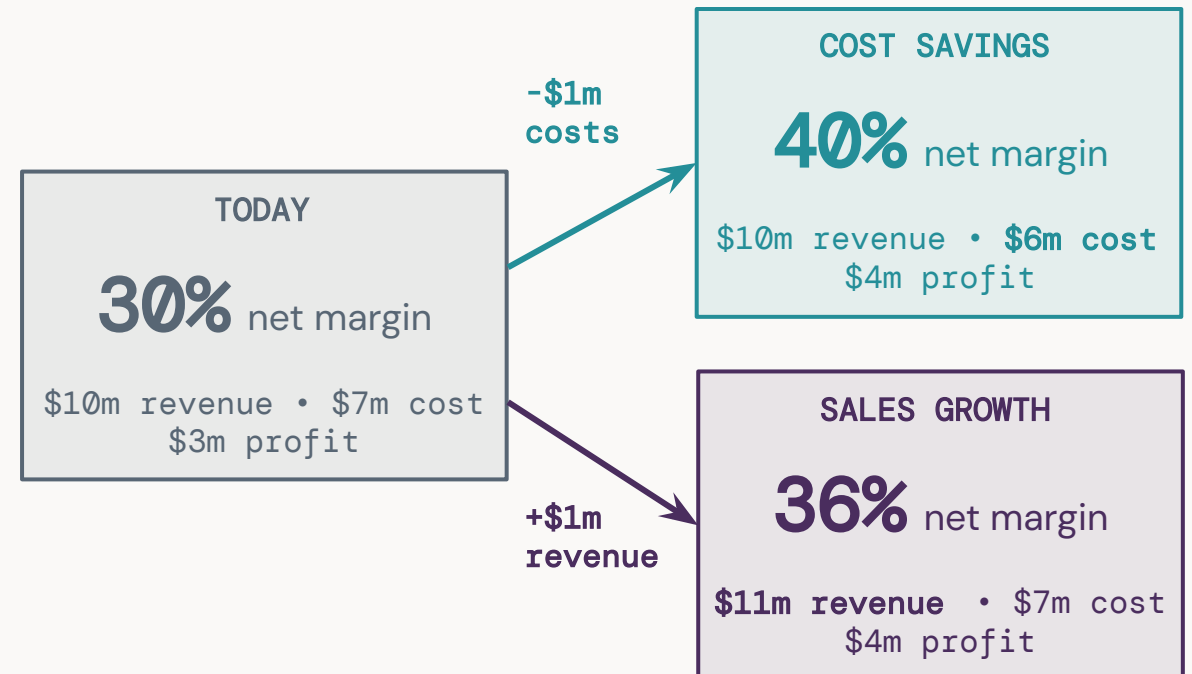 TODAY
30% net margin
$10m revenue • $7m cost
$3m profit
-$1m
costs
COST SAVINGS
40% net margin
$10m revenue • $6m cost
$4m profit
+$1m
revenue
SALES GROWTH
36% net margin
$11m revenue • $7m cost
$4m profit